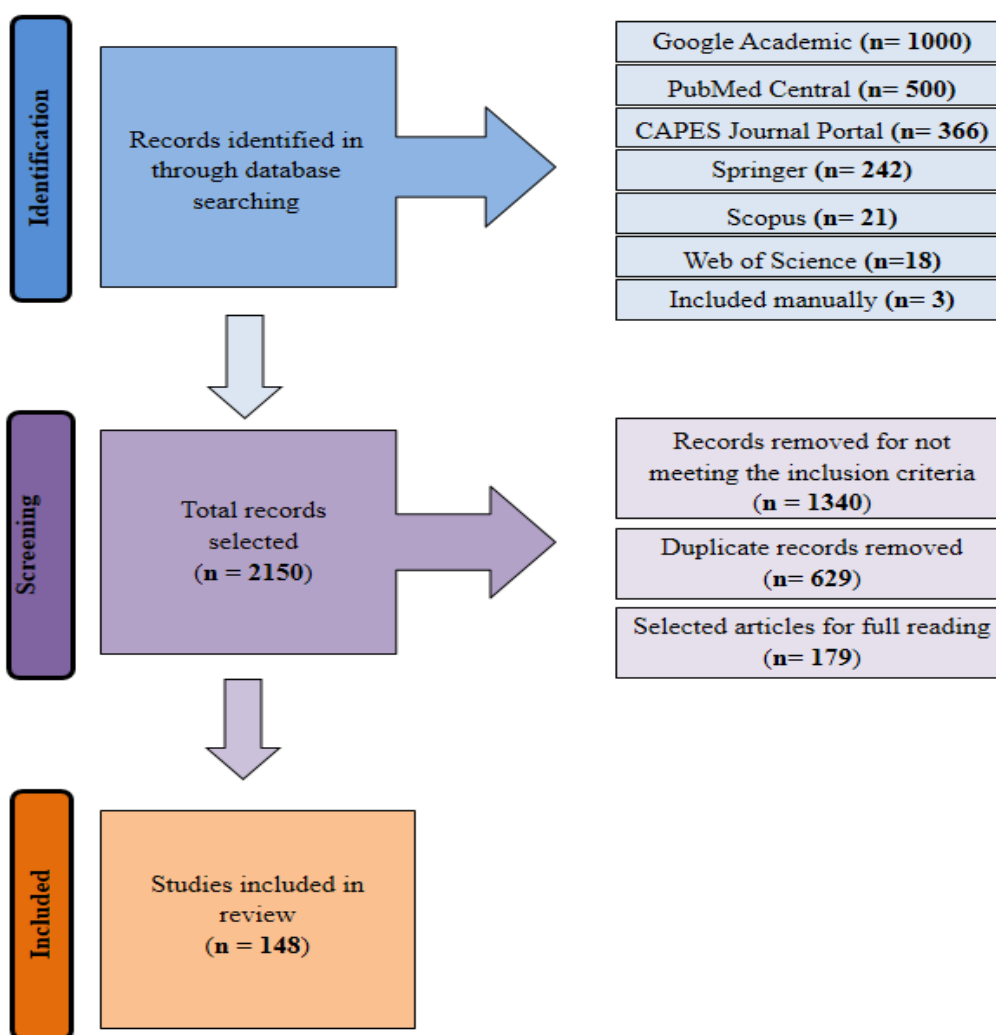 Identification
Records identified in
through database
searching
Google Academic (n= 1000)
PubMed Central (n= 500)
CAPES Journal Portal (n= 366)
Springer (n= 242)
Scopus (n= 21)
Web of Science (n=18)
Included manually (n= 3)
Screening
Total records
selected
(n = 2150)
Records removed for not
meeting the inclusion criteria
(n = 1340)
Duplicate records removed
(n= 629)
Selected articles for full reading
(n= 179)
Included
Studies included in
review
(n = 148)